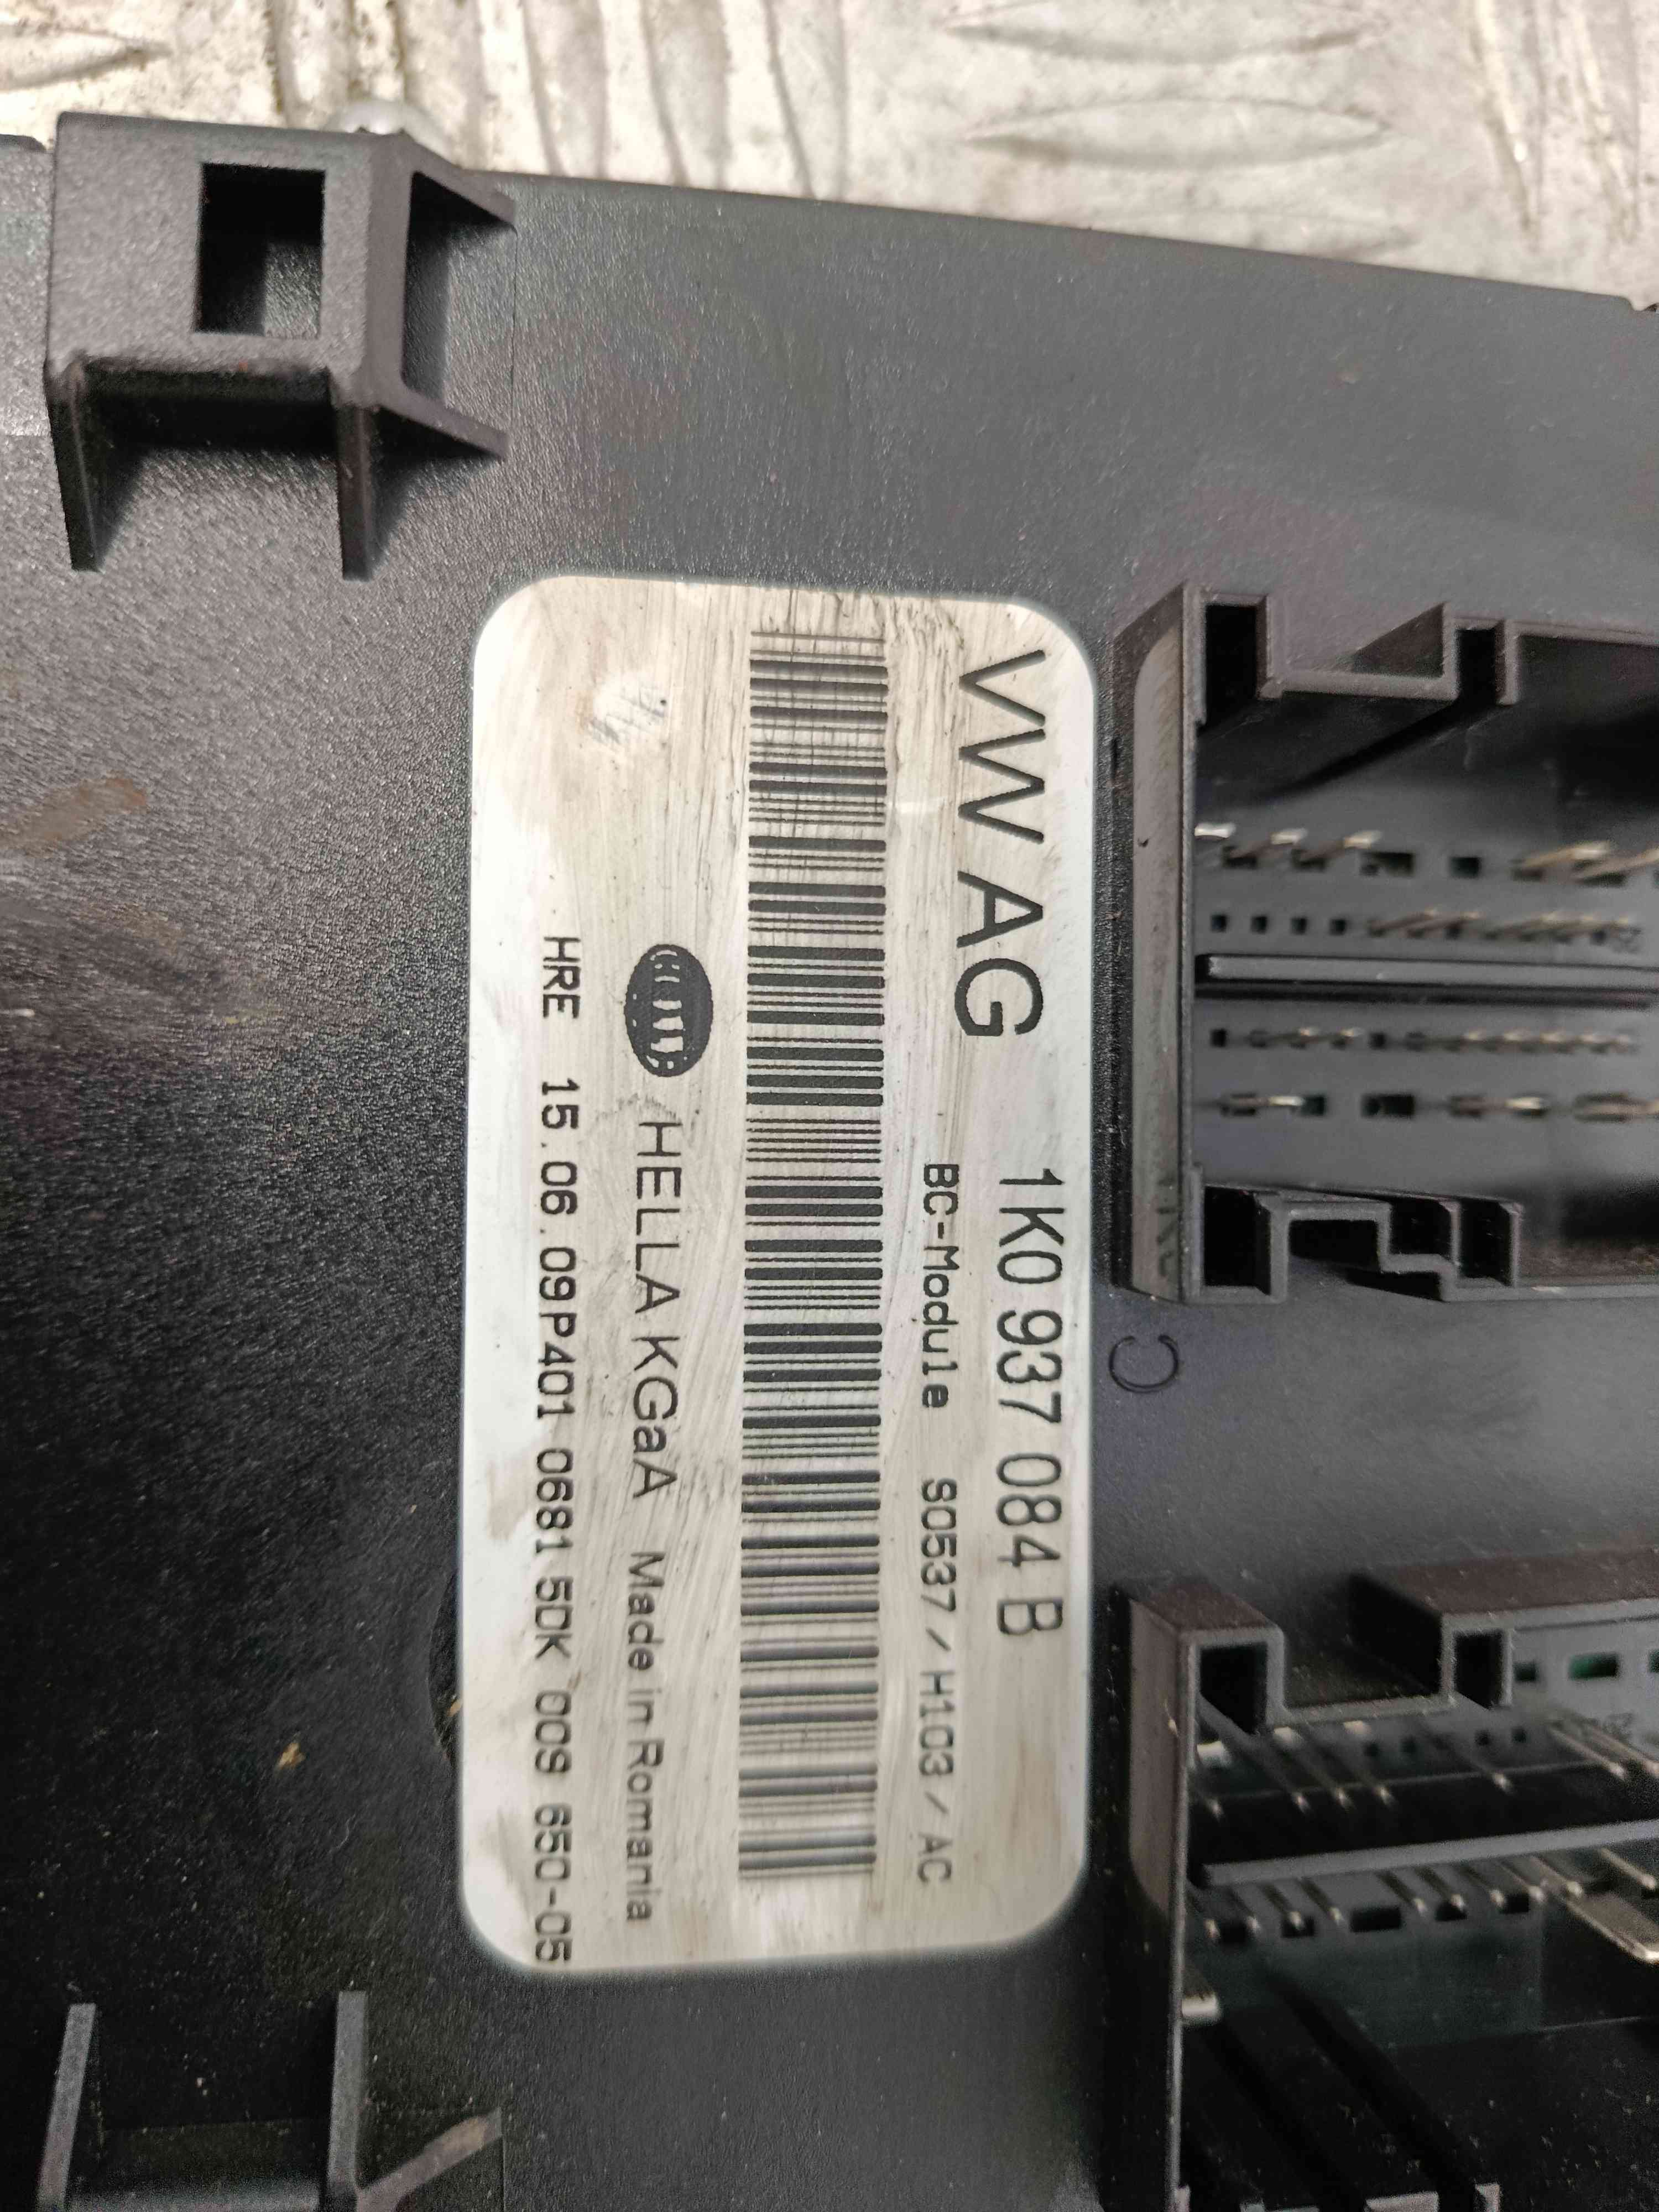 VW AG 1K0 937 084 B
BC-Module S0537 / H103 / AC
HELLA
HELLA KGaA Made in Romania
HRE 15.06.09P401 0681 5DK 009 650-05
C